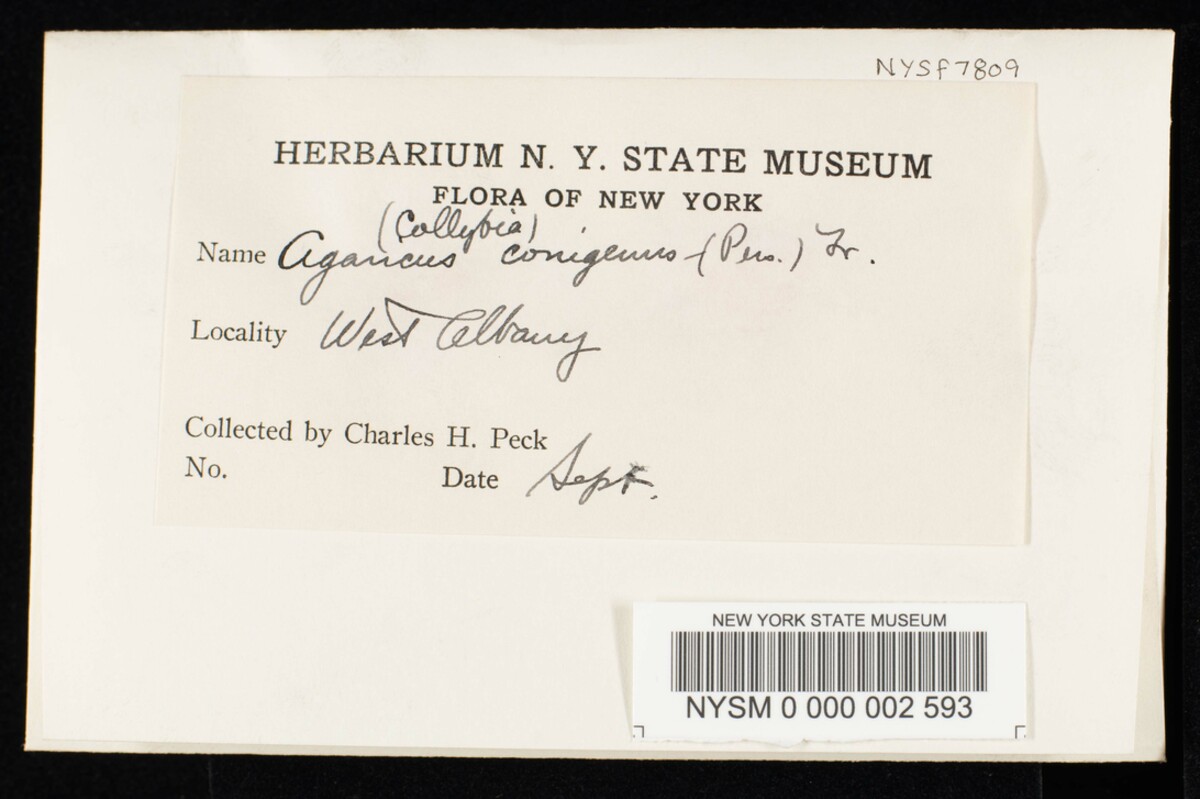 NYSf7809
HERBARIUM N. Y. STATE MUSEUM
FLORA OF NEW YORK
(Collybia)
Name Agaricus conigenus (Pers.) Fr.
Locality West Albany
Collected by Charles H. Peck
No. Date Sept.
NEW YORK STATE MUSEUM
NYSM 0 000 002 593